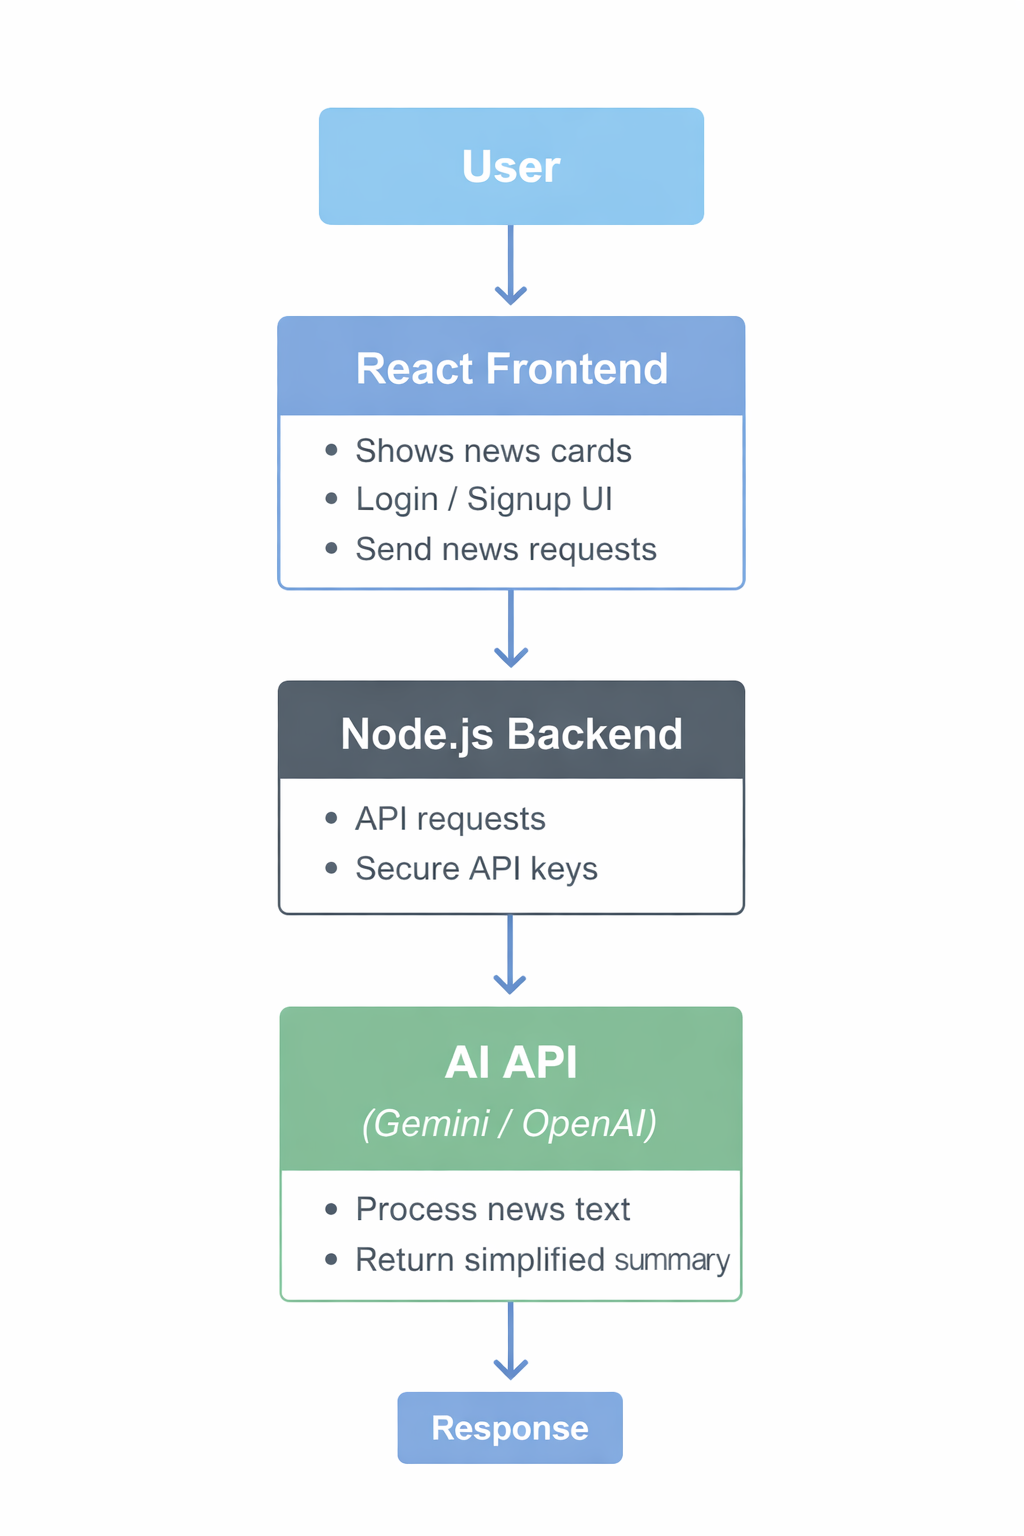 User
React Frontend
• Shows news cards
• Login / Signup UI
• Send news requests
Node.js Backend
• API requests
• Secure API keys
AI API
(Gemini / OpenAI)
• Process news text
• Return simplified summary
Response